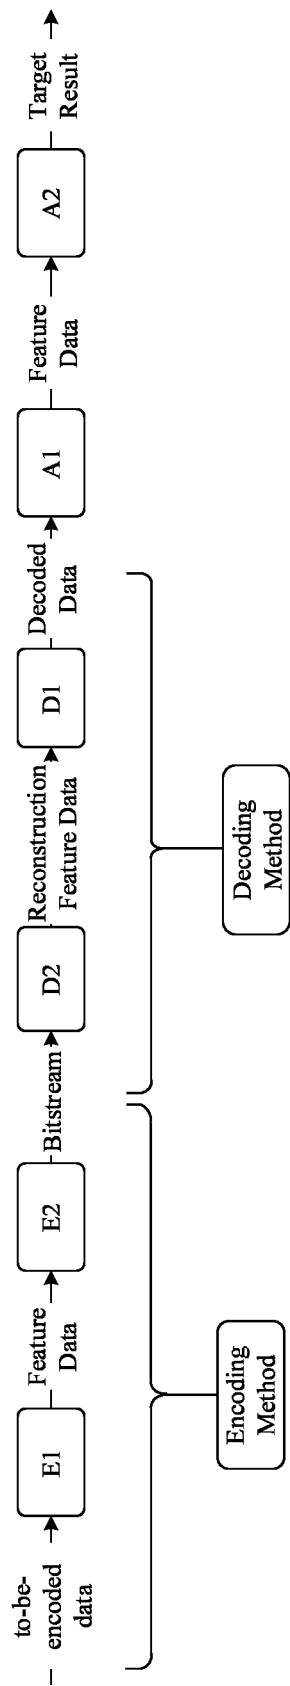 to-be-
encoded
data
E1
Feature
Data
E2
Bitstream
D2
Reconstruction
Feature Data
D1
Decoded
Data
A1
Feature
Data
A2
Target
Result
Encoding
Method
Decoding
Method